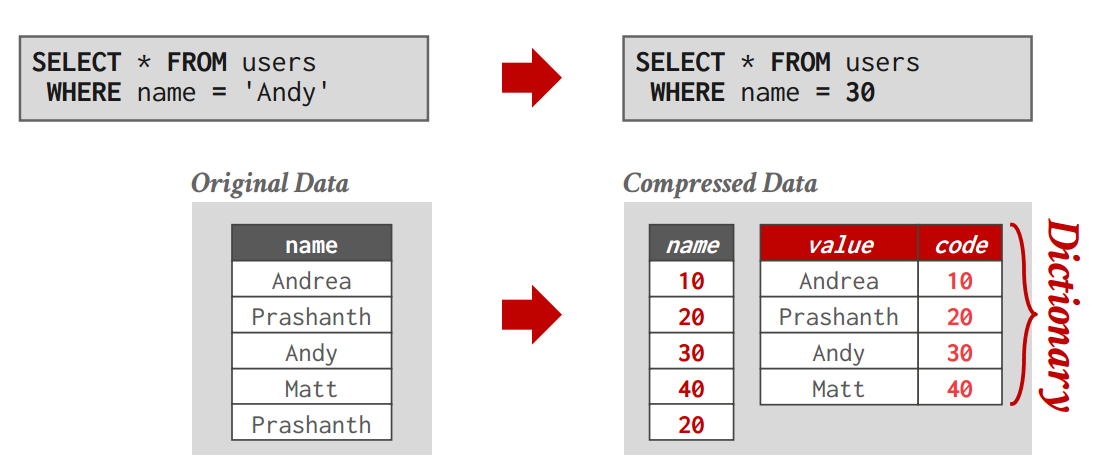 SELECT * FROM users
WHERE name = 'Andy'
SELECT * FROM users
WHERE name = 30
Original Data
name
Andrea
Prashanth
Andy
Matt
Prashanth
Compressed Data
name
10
20
30
40
20
value code
Andrea 10
Prashanth 20
Andy 30
Matt 40
Dictionary